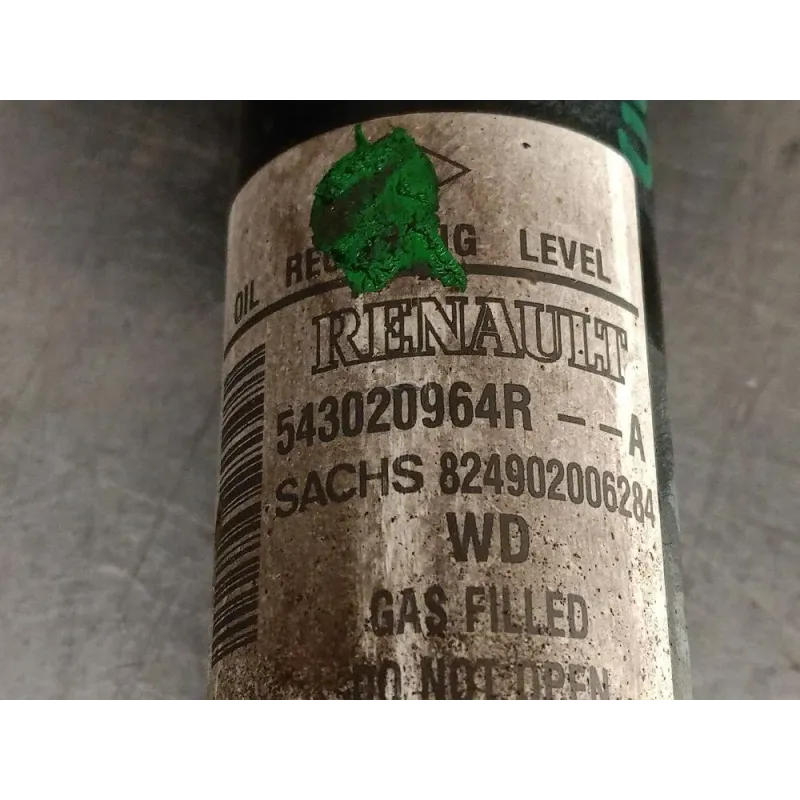 OIL LEVEL
RENAULT
543020964R - - A
SACHS 824902006284
WD
GAS FILLED
DO NOT OPEN